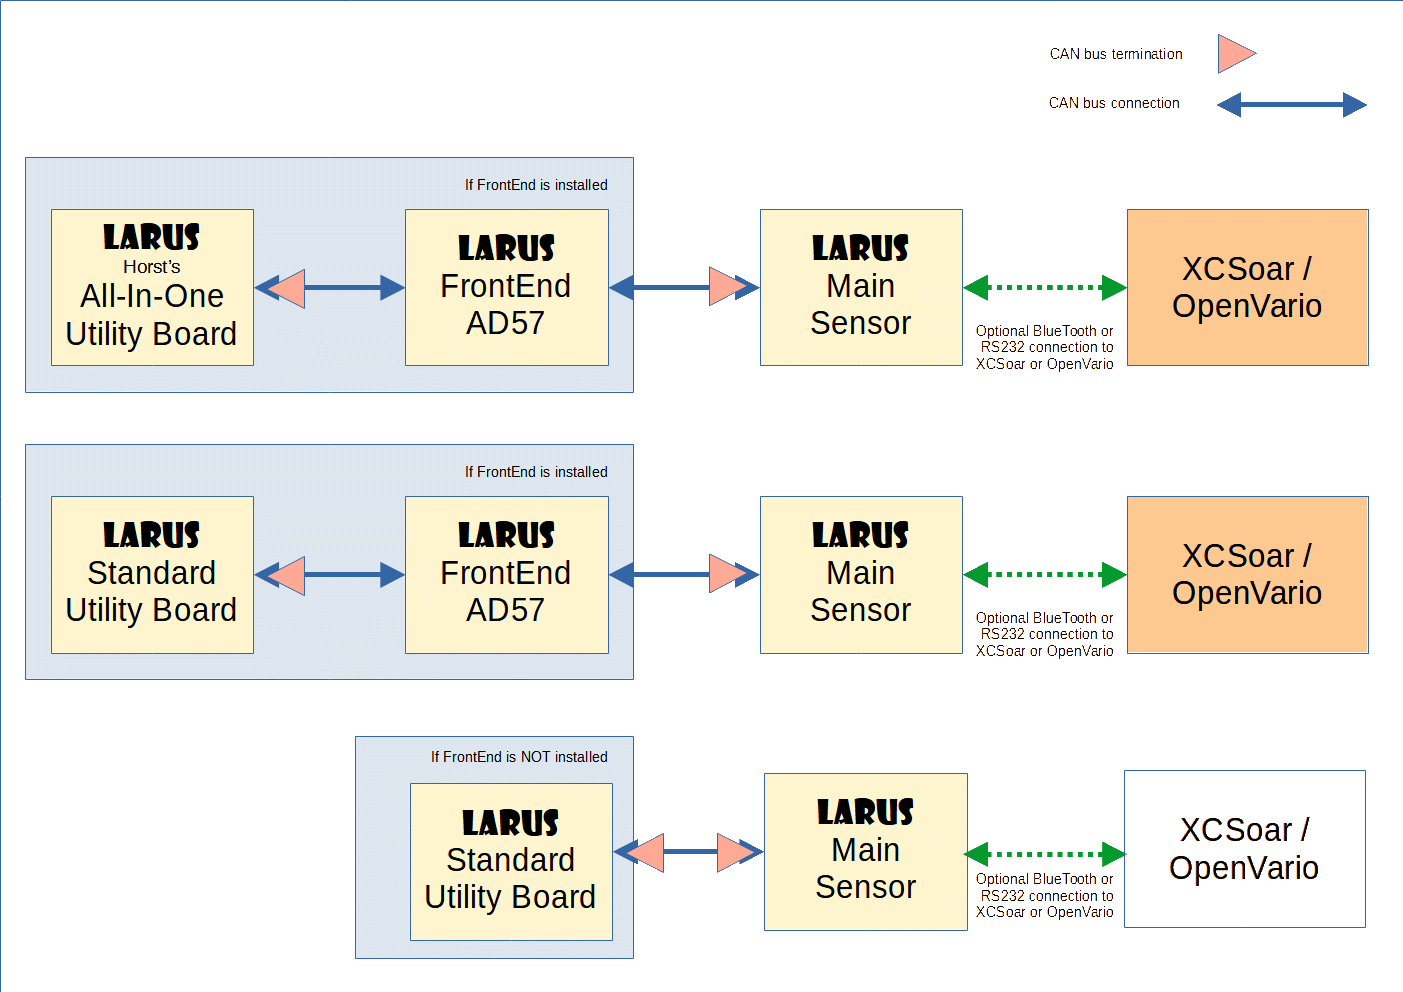 CAN bus termination
CAN bus connection
If FrontEnd is installed
LARUS
Horst's
All-In-One
Utility Board
LARUS
FrontEnd
AD57
LARUS
Main
Sensor
Optional BlueTooth or
RS232 connection to
XCSoar or OpenVario
XCSoar /
OpenVario
If FrontEnd is installed
LARUS
Standard
Utility Board
LARUS
FrontEnd
AD57
LARUS
Main
Sensor
Optional BlueTooth or
RS232 connection to
XCSoar or OpenVario
XCSoar /
OpenVario
If FrontEnd is NOT installed
LARUS
Standard
Utility Board
LARUS
Main
Sensor
Optional BlueTooth or
RS232 connection to
XCSoar or OpenVario
XCSoar /
OpenVario